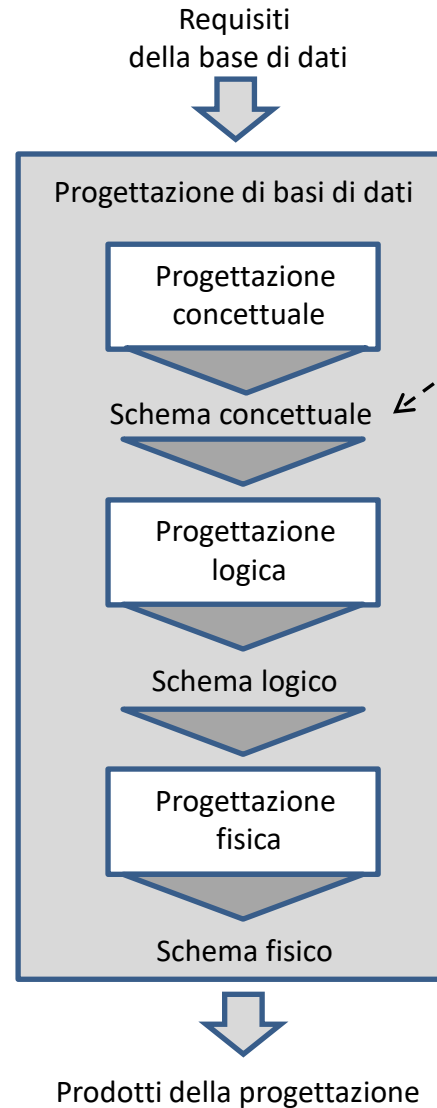 Requisiti
della base di dati
Progettazione di basi di dati
Progettazione
concettuale
Schema concettuale
Progettazione
logica
Schema logico
Progettazione
fisica
Schema fisico
Prodotti della progettazione